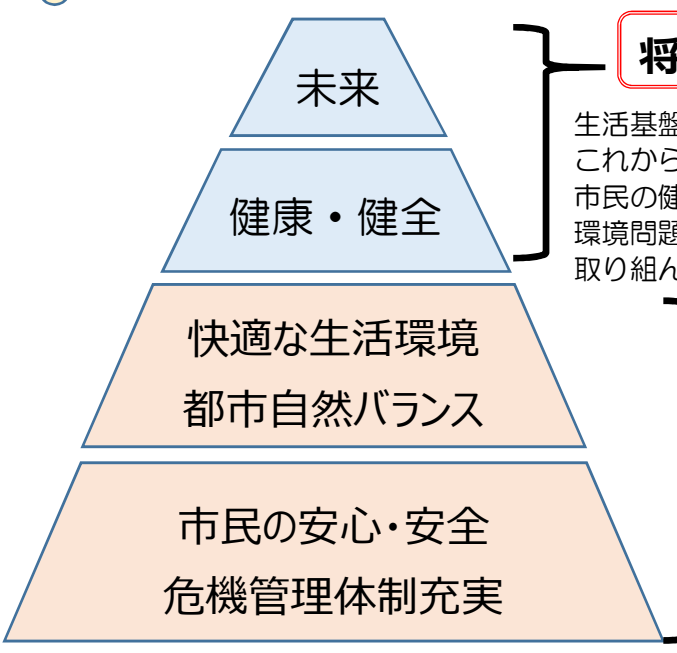 未来
健康・健全
快適な生活環境
都市自然バランス
市民の安心・安全
危機管理体制充実
将
生活基盤
これから
市民の健
環境問題
取り組ん